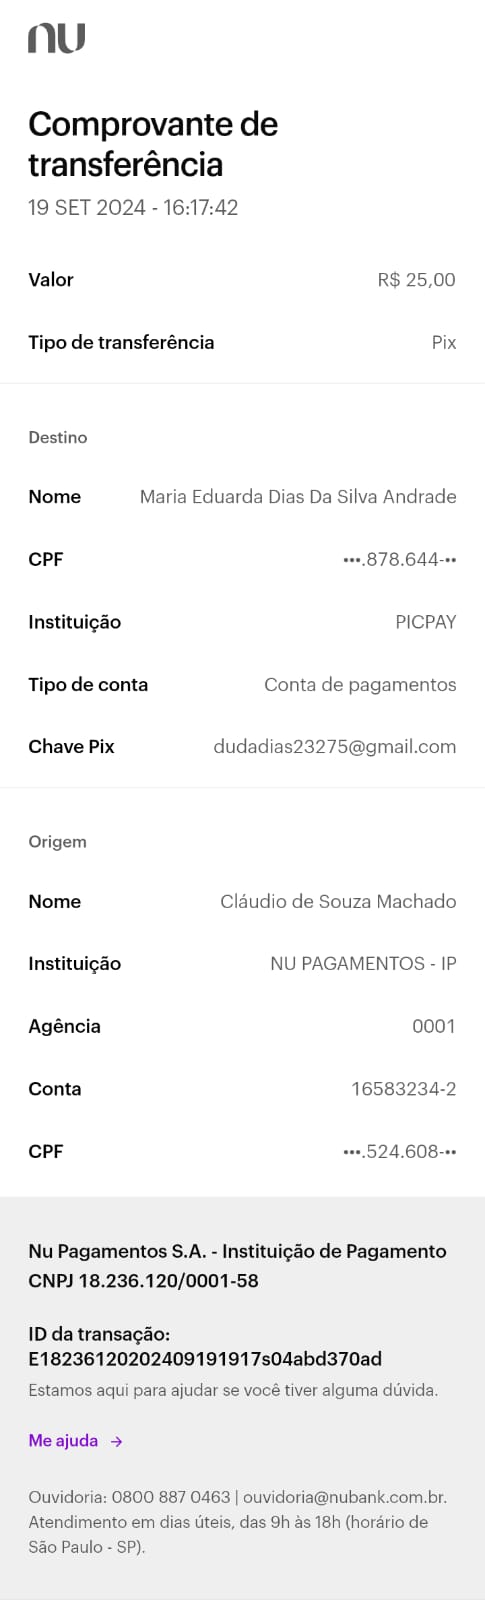 nu
Comprovante de
transferência
19 SET 2024 - 16:17:42
Valor R$ 25,00
Tipo de transferência Pix
Destino
Nome Maria Eduarda Dias Da Silva Andrade
CPF •••.878.644-••
Instituição PICPAY
Tipo de conta Conta de pagamentos
Chave Pix dudadias23275@gmail.com
Origem
Nome Cláudio de Souza Machado
Instituição NU PAGAMENTOS - IP
Agência 0001
Conta 16583234-2
CPF •••.524.608-••
Nu Pagamentos S.A. - Instituição de Pagamento
CNPJ 18.236.120/0001-58
ID da transação:
E18236120202409191917s04abd370ad
Estamos aqui para ajudar se você tiver alguma dúvida.
Me ajuda →
Ouvidoria: 0800 887 0463 | ouvidoria@nubank.com.br.
Atendimento em dias úteis, das 9h às 18h (horário de
São Paulo - SP).